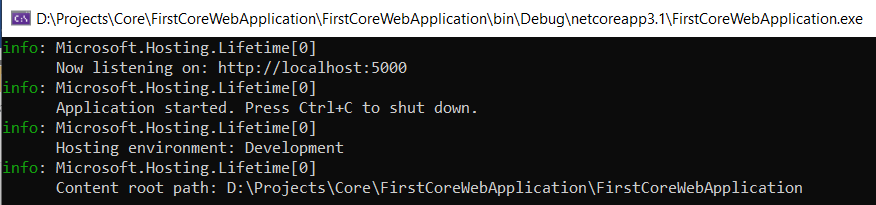 D:\Projects\Core\FirstCoreWebApplication\FirstCoreWebApplication\bin\Debug\netcoreapp3.1\FirstCoreWebApplication.exe
info: Microsoft.Hosting.Lifetime[0]
      Now listening on: http://localhost:5000
info: Microsoft.Hosting.Lifetime[0]
      Application started. Press Ctrl+C to shut down.
info: Microsoft.Hosting.Lifetime[0]
      Hosting environment: Development
info: Microsoft.Hosting.Lifetime[0]
      Content root path: D:\Projects\Core\FirstCoreWebApplication\FirstCoreWebApplication